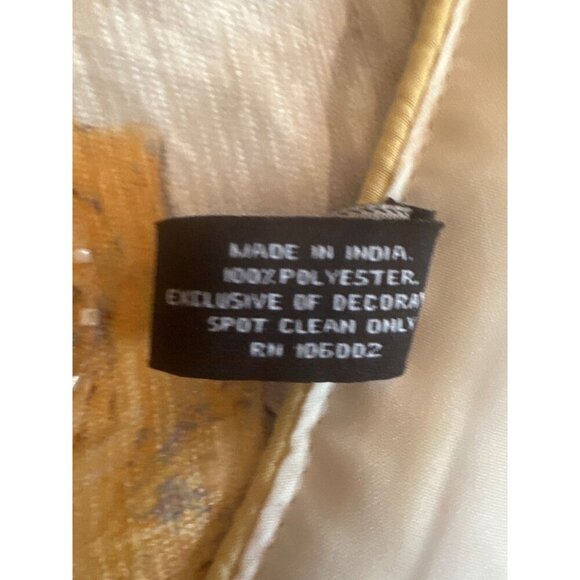 MADE IN INDIA.
100% POLYESTER.
EXCLUSIVE OF DECORA
SPOT CLEAN ONLY
RN 106002